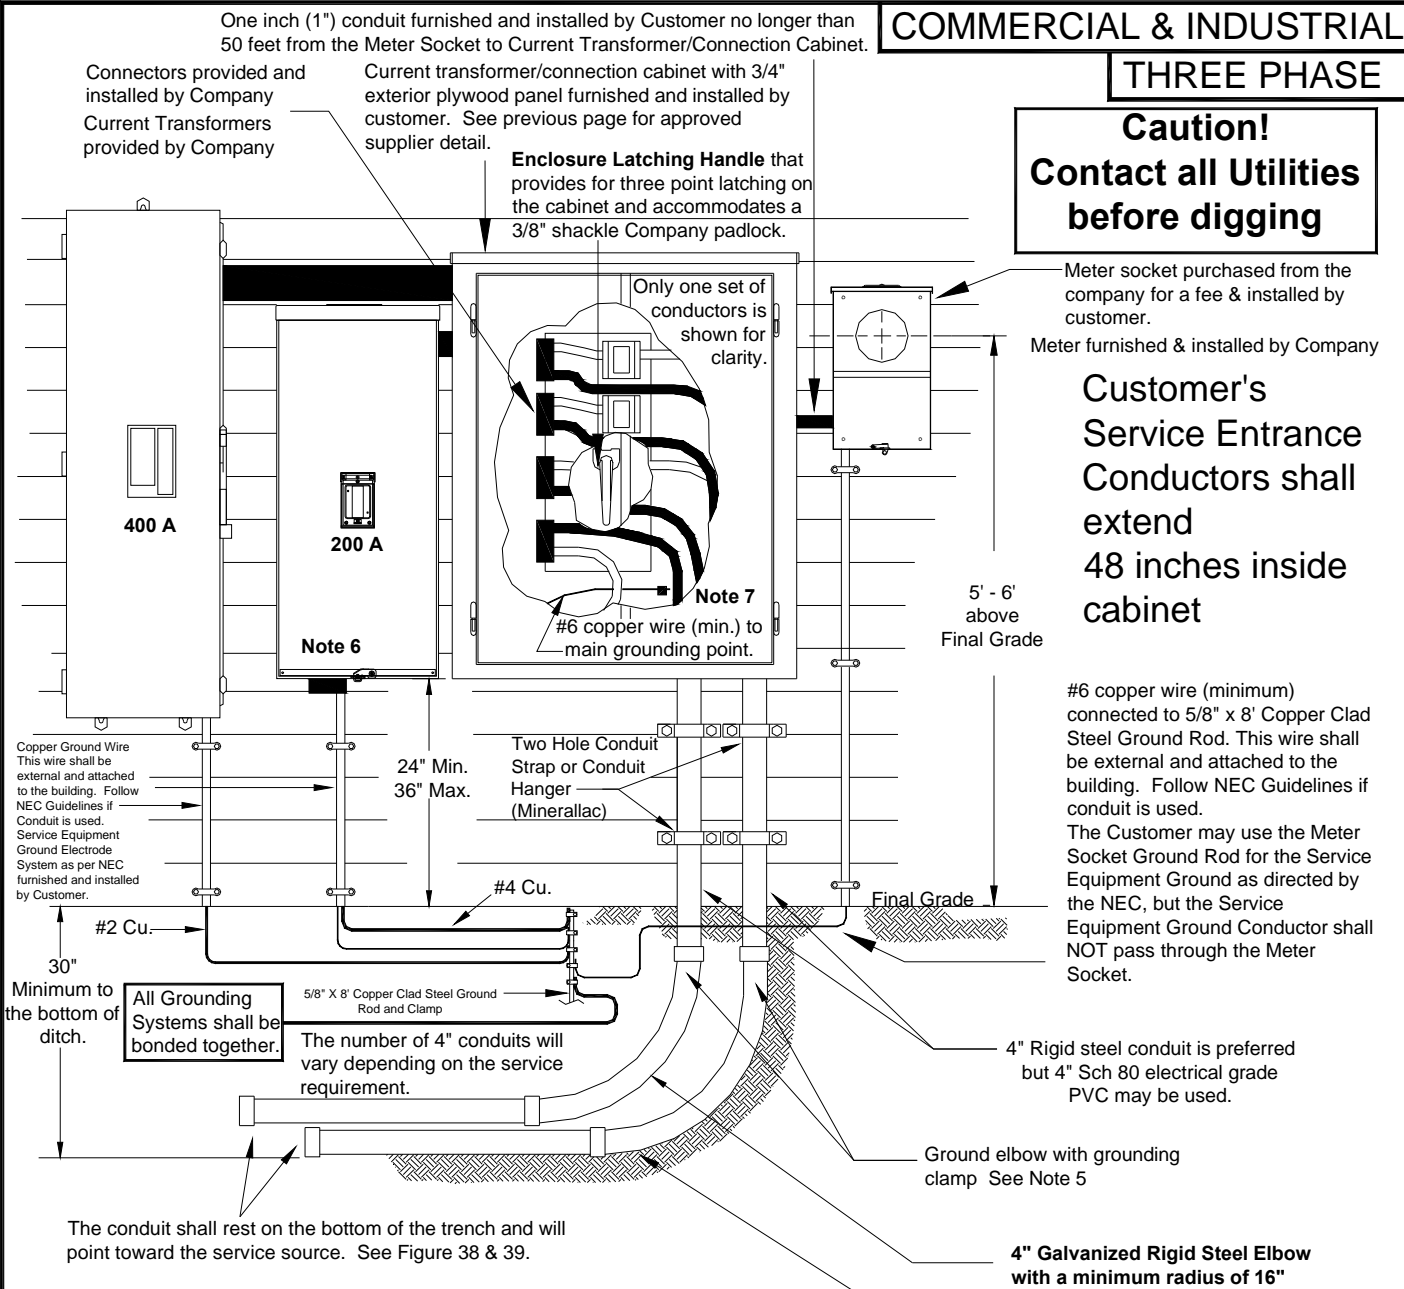 One inch (1") conduit furnished and installed by Customer no longer than
50 feet from the Meter Socket to Current Transformer/Connection Cabinet.
COMMERCIAL & INDUSTRIAL
THREE PHASE
Connectors provided and
installed by Company
Current Transformers
provided by Company
Current transformer/connection cabinet with 3/4"
exterior plywood panel furnished and installed by
customer. See previous page for approved
supplier detail.
Enclosure Latching Handle that
provides for three point latching on
the cabinet and accommodates a
3/8" shackle Company padlock.
Caution!
Contact all Utilities
before digging
Meter socket purchased from the
company for a fee & installed by
customer.
Meter furnished & installed by Company
Only one set of
conductors is
shown for
clarity.
Customer's
Service Entrance
Conductors shall
extend
48 inches inside
cabinet
400 A
200 A
Note 6
Note 7
#6 copper wire (min.) to
main grounding point.
5' - 6'
above
Final Grade
#6 copper wire (minimum)
connected to 5/8" x 8' Copper Clad
Steel Ground Rod. This wire shall
be external and attached to the
building. Follow NEC Guidelines if
conduit is used.
The Customer may use the Meter
Socket Ground Rod for the Service
Equipment Ground as directed by
the NEC, but the Service
Equipment Ground Conductor shall
NOT pass through the Meter
Socket.
Copper Ground Wire
This wire shall be
external and attached
to the building. Follow
NEC Guidelines if
Conduit is used.
Service Equipment
Ground Electrode
System as per NEC
furnished and installed
by Customer.
24" Min.
36" Max.
Two Hole Conduit
Strap or Conduit
Hanger
(Minerallac)
#4 Cu.
#2 Cu.
Final Grade
30"
Minimum to
the bottom of
ditch.
All Grounding
Systems shall be
bonded together.
5/8" X 8' Copper Clad Steel Ground
Rod and Clamp
The number of 4" conduits will
vary depending on the service
requirement.
4" Rigid steel conduit is preferred
but 4" Sch 80 electrical grade
PVC may be used.
Ground elbow with grounding
clamp See Note 5
The conduit shall rest on the bottom of the trench and will
point toward the service source. See Figure 38 & 39.
4" Galvanized Rigid Steel Elbow
with a minimum radius of 16"